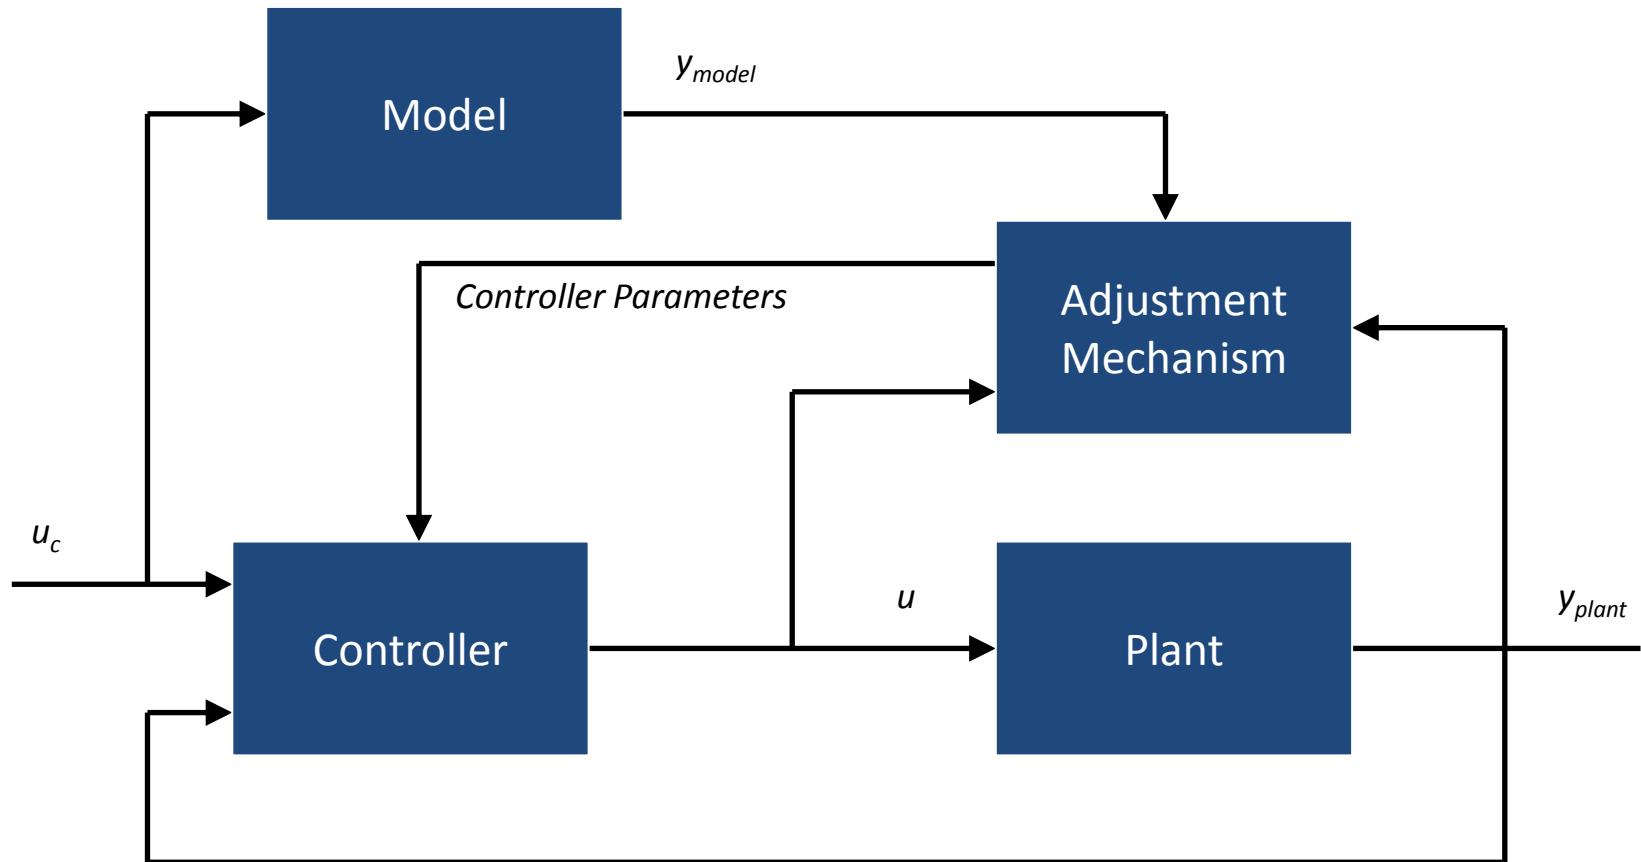 Model
y_model
Controller Parameters
Adjustment
Mechanism
u_c
Controller
u
Plant
y_plant